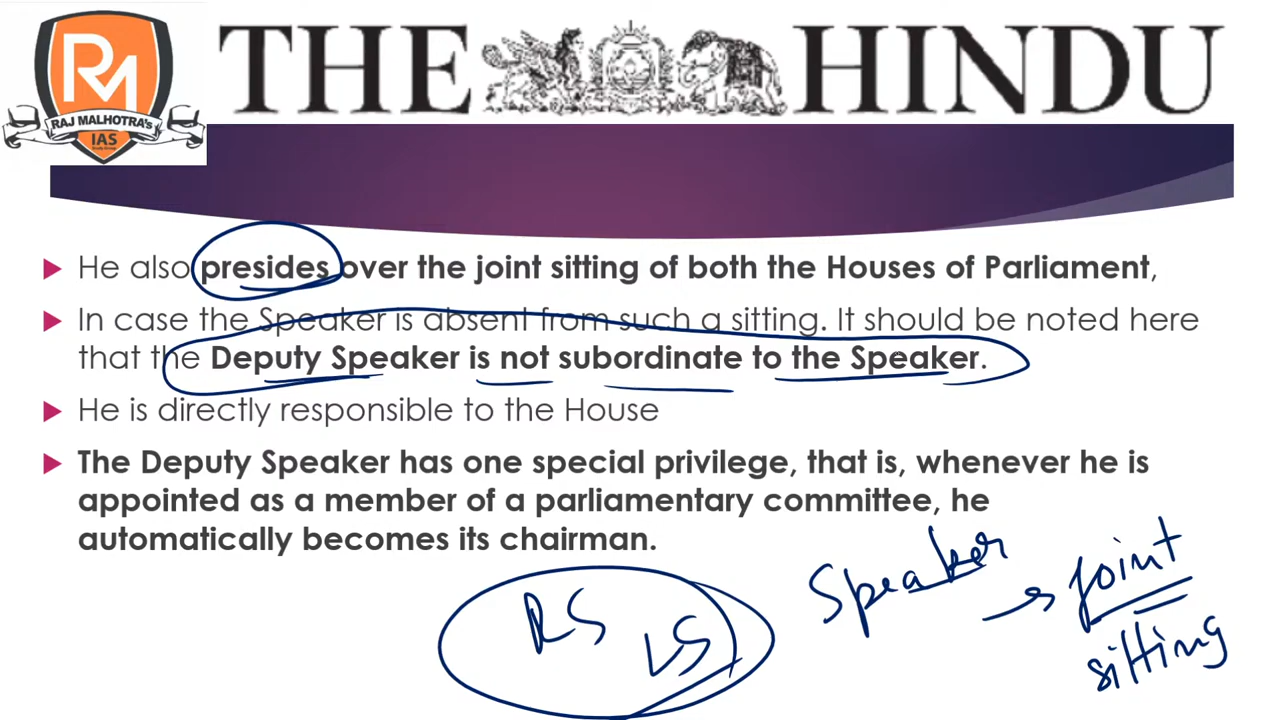 RM
RAJ MALHOTRA'S
IAS
THE HINDU
He also presides over the joint sitting of both the Houses of Parliament,
In case the Speaker is absent from such a sitting. It should be noted here
that the Deputy Speaker is not subordinate to the Speaker.
He is directly responsible to the House
The Deputy Speaker has one special privilege, that is, whenever he is
appointed as a member of a parliamentary committee, he
automatically becomes its chairman.
Speaker
→ joint
sitting
RS
LS